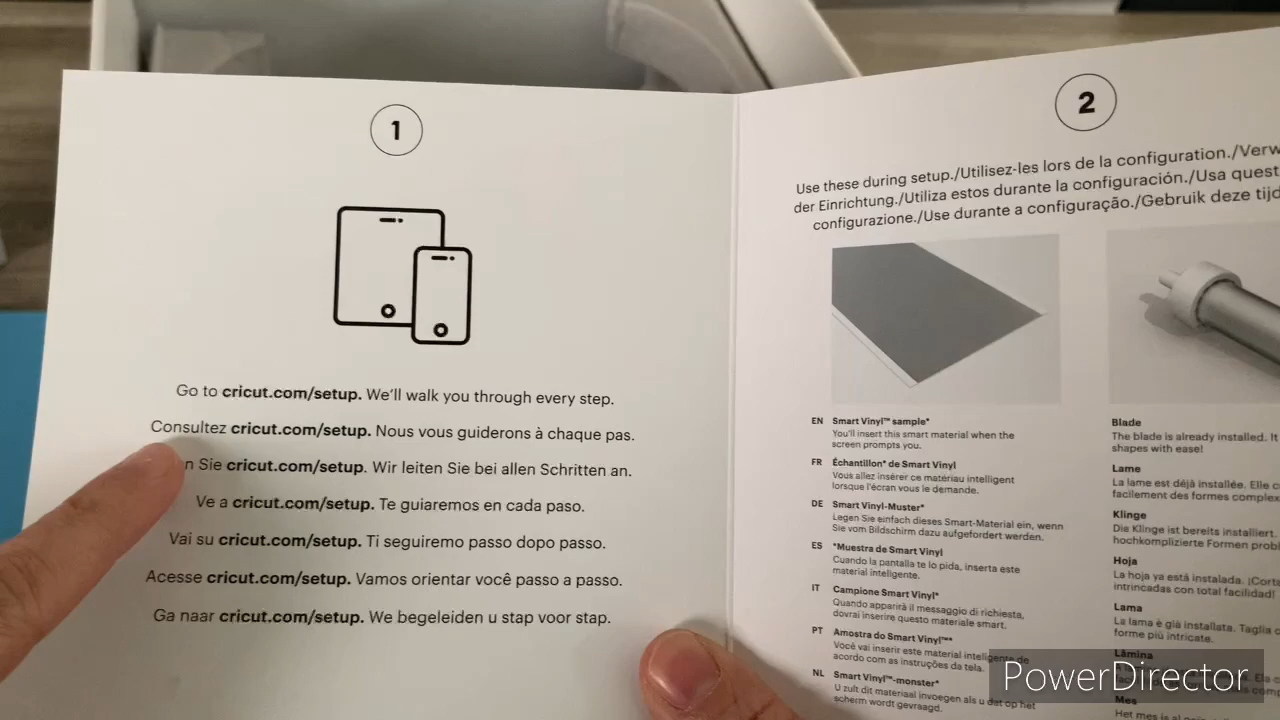 1
Go to cricut.com/setup. We'll walk you through every step.
Consultez cricut.com/setup. Nous vous guiderons à chaque pas.
Sie cricut.com/setup. Wir leiten Sie bei allen Schritten an.
Ve a cricut.com/setup. Te guiaremos en cada paso.
Vai su cricut.com/setup. Ti seguiremo passo dopo passo.
Acesse cricut.com/setup. Vamos orientar você passo a passo.
Ga naar cricut.com/setup. We begeleiden u stap voor stap.
2
Use these during setup./Utilisez-les lors de la configuration./
der Einrichtung./Utiliza estos durante la configuración./Usa
configurazione./Use durante a configuração./Gebruik deze
EN Smart Vinyl™ sample*
You'll insert this smart material when the
screen prompts you.
FR Échantillon* de Smart Vinyl
Vous allez insérer ce matériau intelligent
lorsque l'écran vous le demande.
DE Smart Vinyl-Muster*
Legen Sie einfach dieses Smart-Material ein, wenn
Sie vom Bildschirm dazu aufgefordert werden.
ES *Muestra de Smart Vinyl
Cuando la pantalla te lo pida, inserta este
material inteligente.
IT Campione Smart Vinyl*
Quando apparirà il messaggio di richiesta,
dovrai inserire questo materiale smart.
PT Amostra do Smart Vinyl™*
Você vai inserir este material inteligente de
acordo com as instruções da tela.
NL Smart Vinyl™-monster*
U zult dit materiaal invoegen als u dat op het
scherm wordt gevraagd.
Blade
The blade is already installed. It
shapes with ease!
Lame
La lame est déjà installée. Elle
facilement des formes
Klinge
Die Klinge ist bereits installiert.
hochkomplizierte Formen
Hoja
La hoja ya está instalada.
intrincadas con total facilidad!
Lama
La lama è già installata. Taglia
forme più intricate.
Lâmina
Mes
Het mes is al
PowerDirector